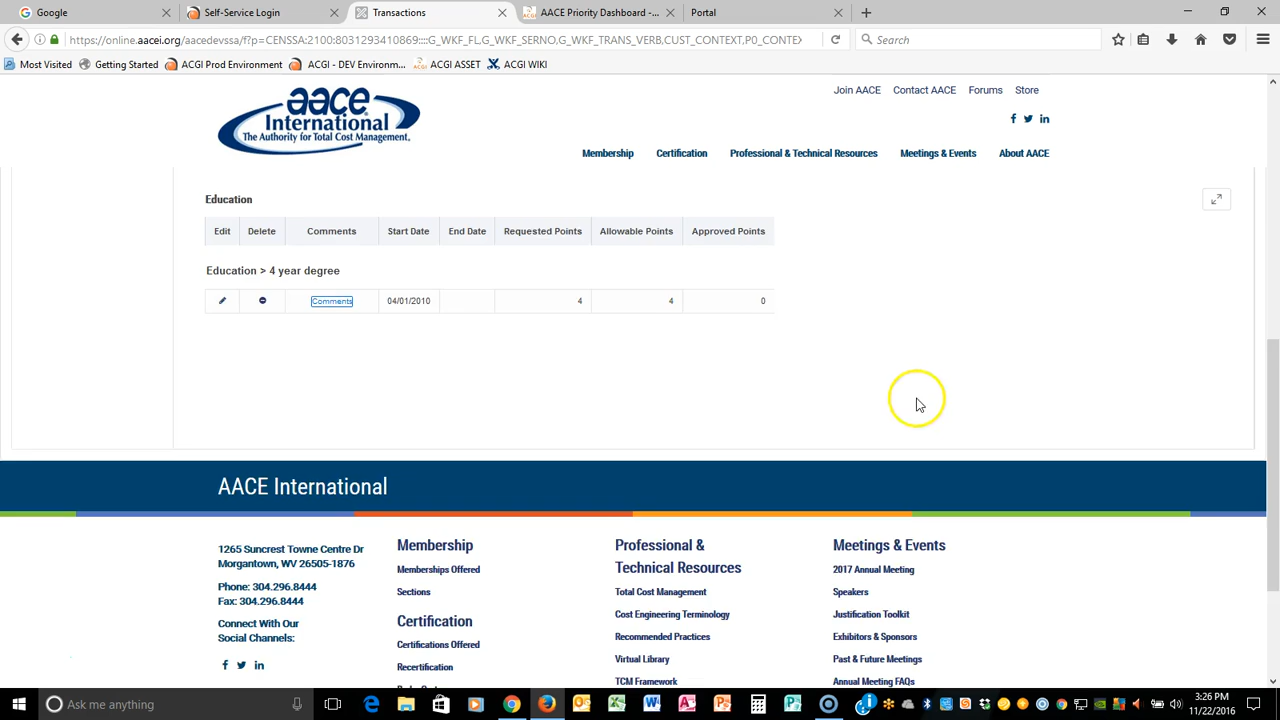 Google
Self-Service Login
Transactions
AACE Priority Dashboard -...
Portal
https://online.aacei.org/aacedevssa/f?p=CENSSA:2100:8031293410869::::G_WKF_FL,G_WKF_SERNO,G_WKF_TRANS_VERB,CUST_CONTEXT,P0_CONTEX
Search
Most Visited
Getting Started
ACGI Prod Environment
ACGI - DEV Environm...
ACGI ASSET
ACGI WIKI
Join AACE
Contact AACE
Forums
Store
aace
International
The Authority for Total Cost Management.
Membership
Certification
Professional & Technical Resources
Meetings & Events
About AACE
Education
Edit
Delete
Comments
Start Date
End Date
Requested Points
Allowable Points
Approved Points
Education > 4 year degree
Comments
04/01/2010
4
4
0
AACE International
1265 Suncrest Towne Centre Dr
Morgantown, WV 26505-1876
Phone: 304.296.8444
Fax: 304.296.8444
Connect With Our
Social Channels:
Membership
Memberships Offered
Sections
Certification
Certifications Offered
Recertification
Professional &
Technical Resources
Total Cost Management
Cost Engineering Terminology
Recommended Practices
Virtual Library
TCM Framework
Meetings & Events
2017 Annual Meeting
Speakers
Justification Toolkit
Exhibitors & Sponsors
Past & Future Meetings
Annual Meeting FAQs
Ask me anything
3:26 PM
11/22/2016